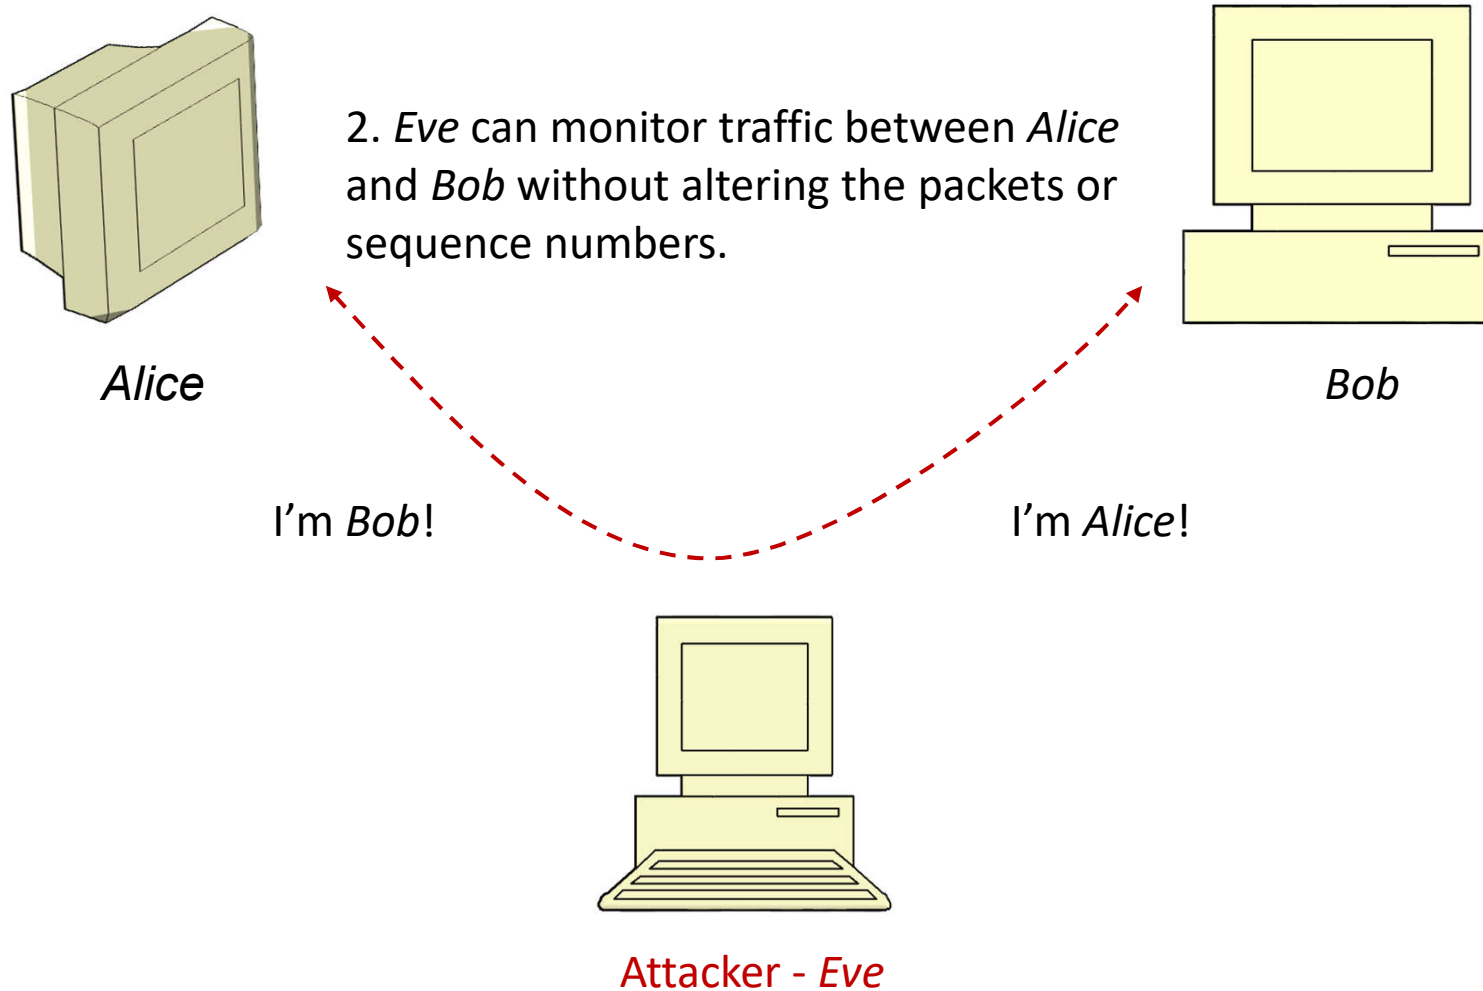 2. Eve can monitor traffic between Alice
and Bob without altering the packets or
sequence numbers.
Alice
Bob
I’m Bob!
I’m Alice!
Attacker - Eve